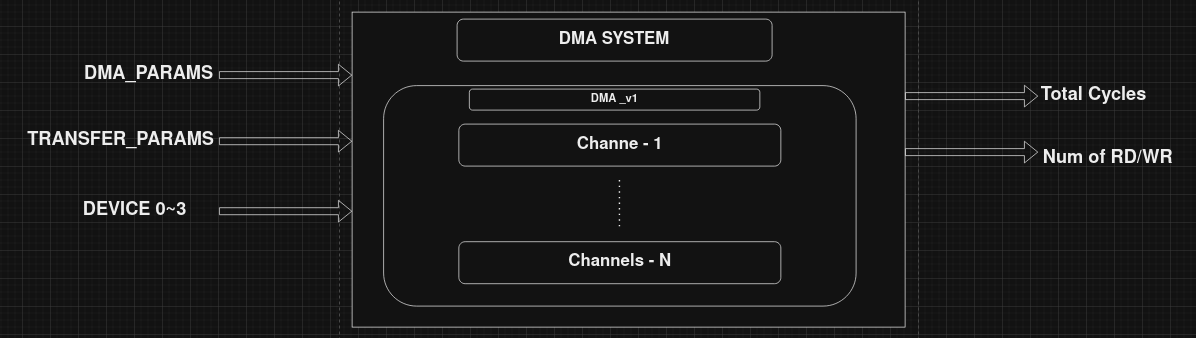 DMA SYSTEM
DMA_PARAMS
DMA _v1
Total Cycles
TRANSFER_PARAMS
Channe - 1
Num of RD/WR
DEVICE 0~3
Channels - N